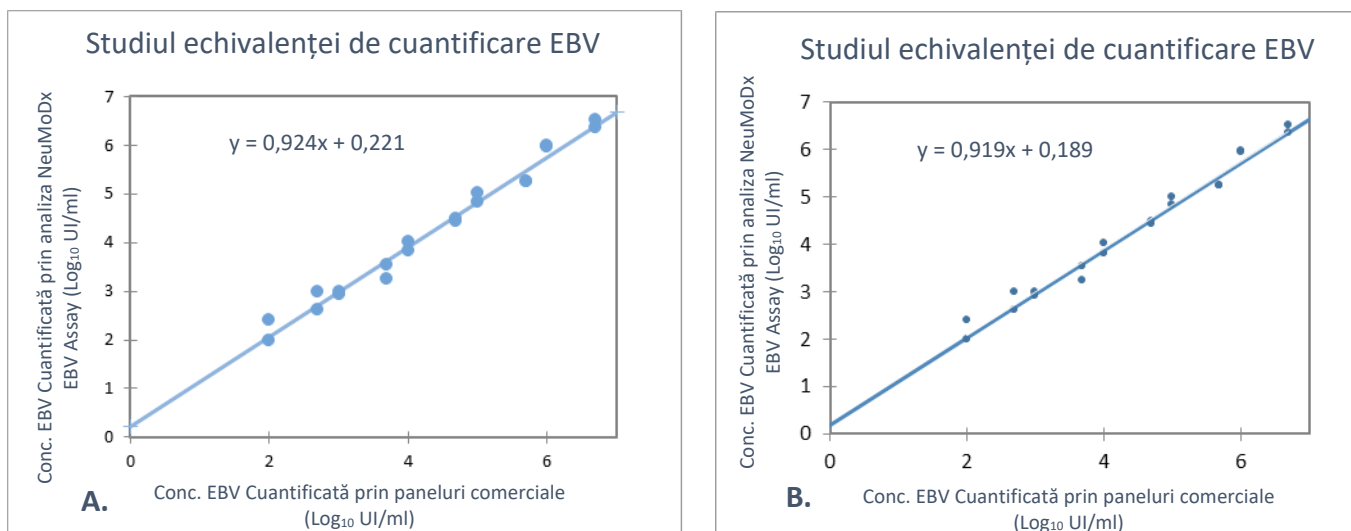 Studiul echivalenței de cuantificare EBV
Conc. EBV Cuantificată prin analiza NeuMoDx
EBV Assay (Log₁₀ UI/ml)
7
6
5
4
3
2
1
0
y = 0,924x + 0,221
0 2 4 6
A.
Conc. EBV Cuantificată prin paneluri comerciale
(Log₁₀ UI/ml)
Studiul echivalenței de cuantificare EBV
Conc. EBV Cuantificată prin analiza NeuMoDx
EBV Assay (Log₁₀ UI/ml)
7
6
5
4
3
2
1
0
y = 0,919x + 0,189
0 2 4 6
B.
Conc. EBV Cuantificată prin paneluri comerciale
(Log₁₀ UI/ml)